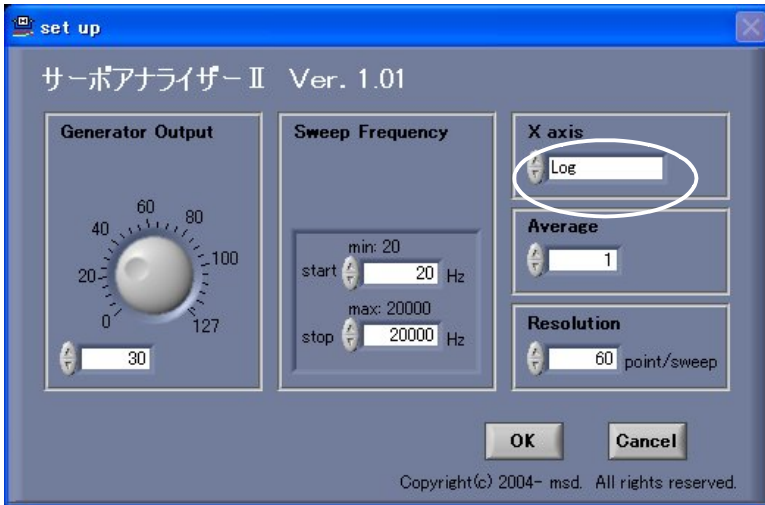 set up
サーボアナライザーⅡ Ver. 1.01
Generator Output
0
20
40
60
80
100
127
30
Sweep Frequency
min: 20
start 20 Hz
max: 20000
stop 20000 Hz
X axis
Log
Average
1
Resolution
60 point/sweep
OK Cancel
Copyright(c) 2004- msd. All rights reserved.